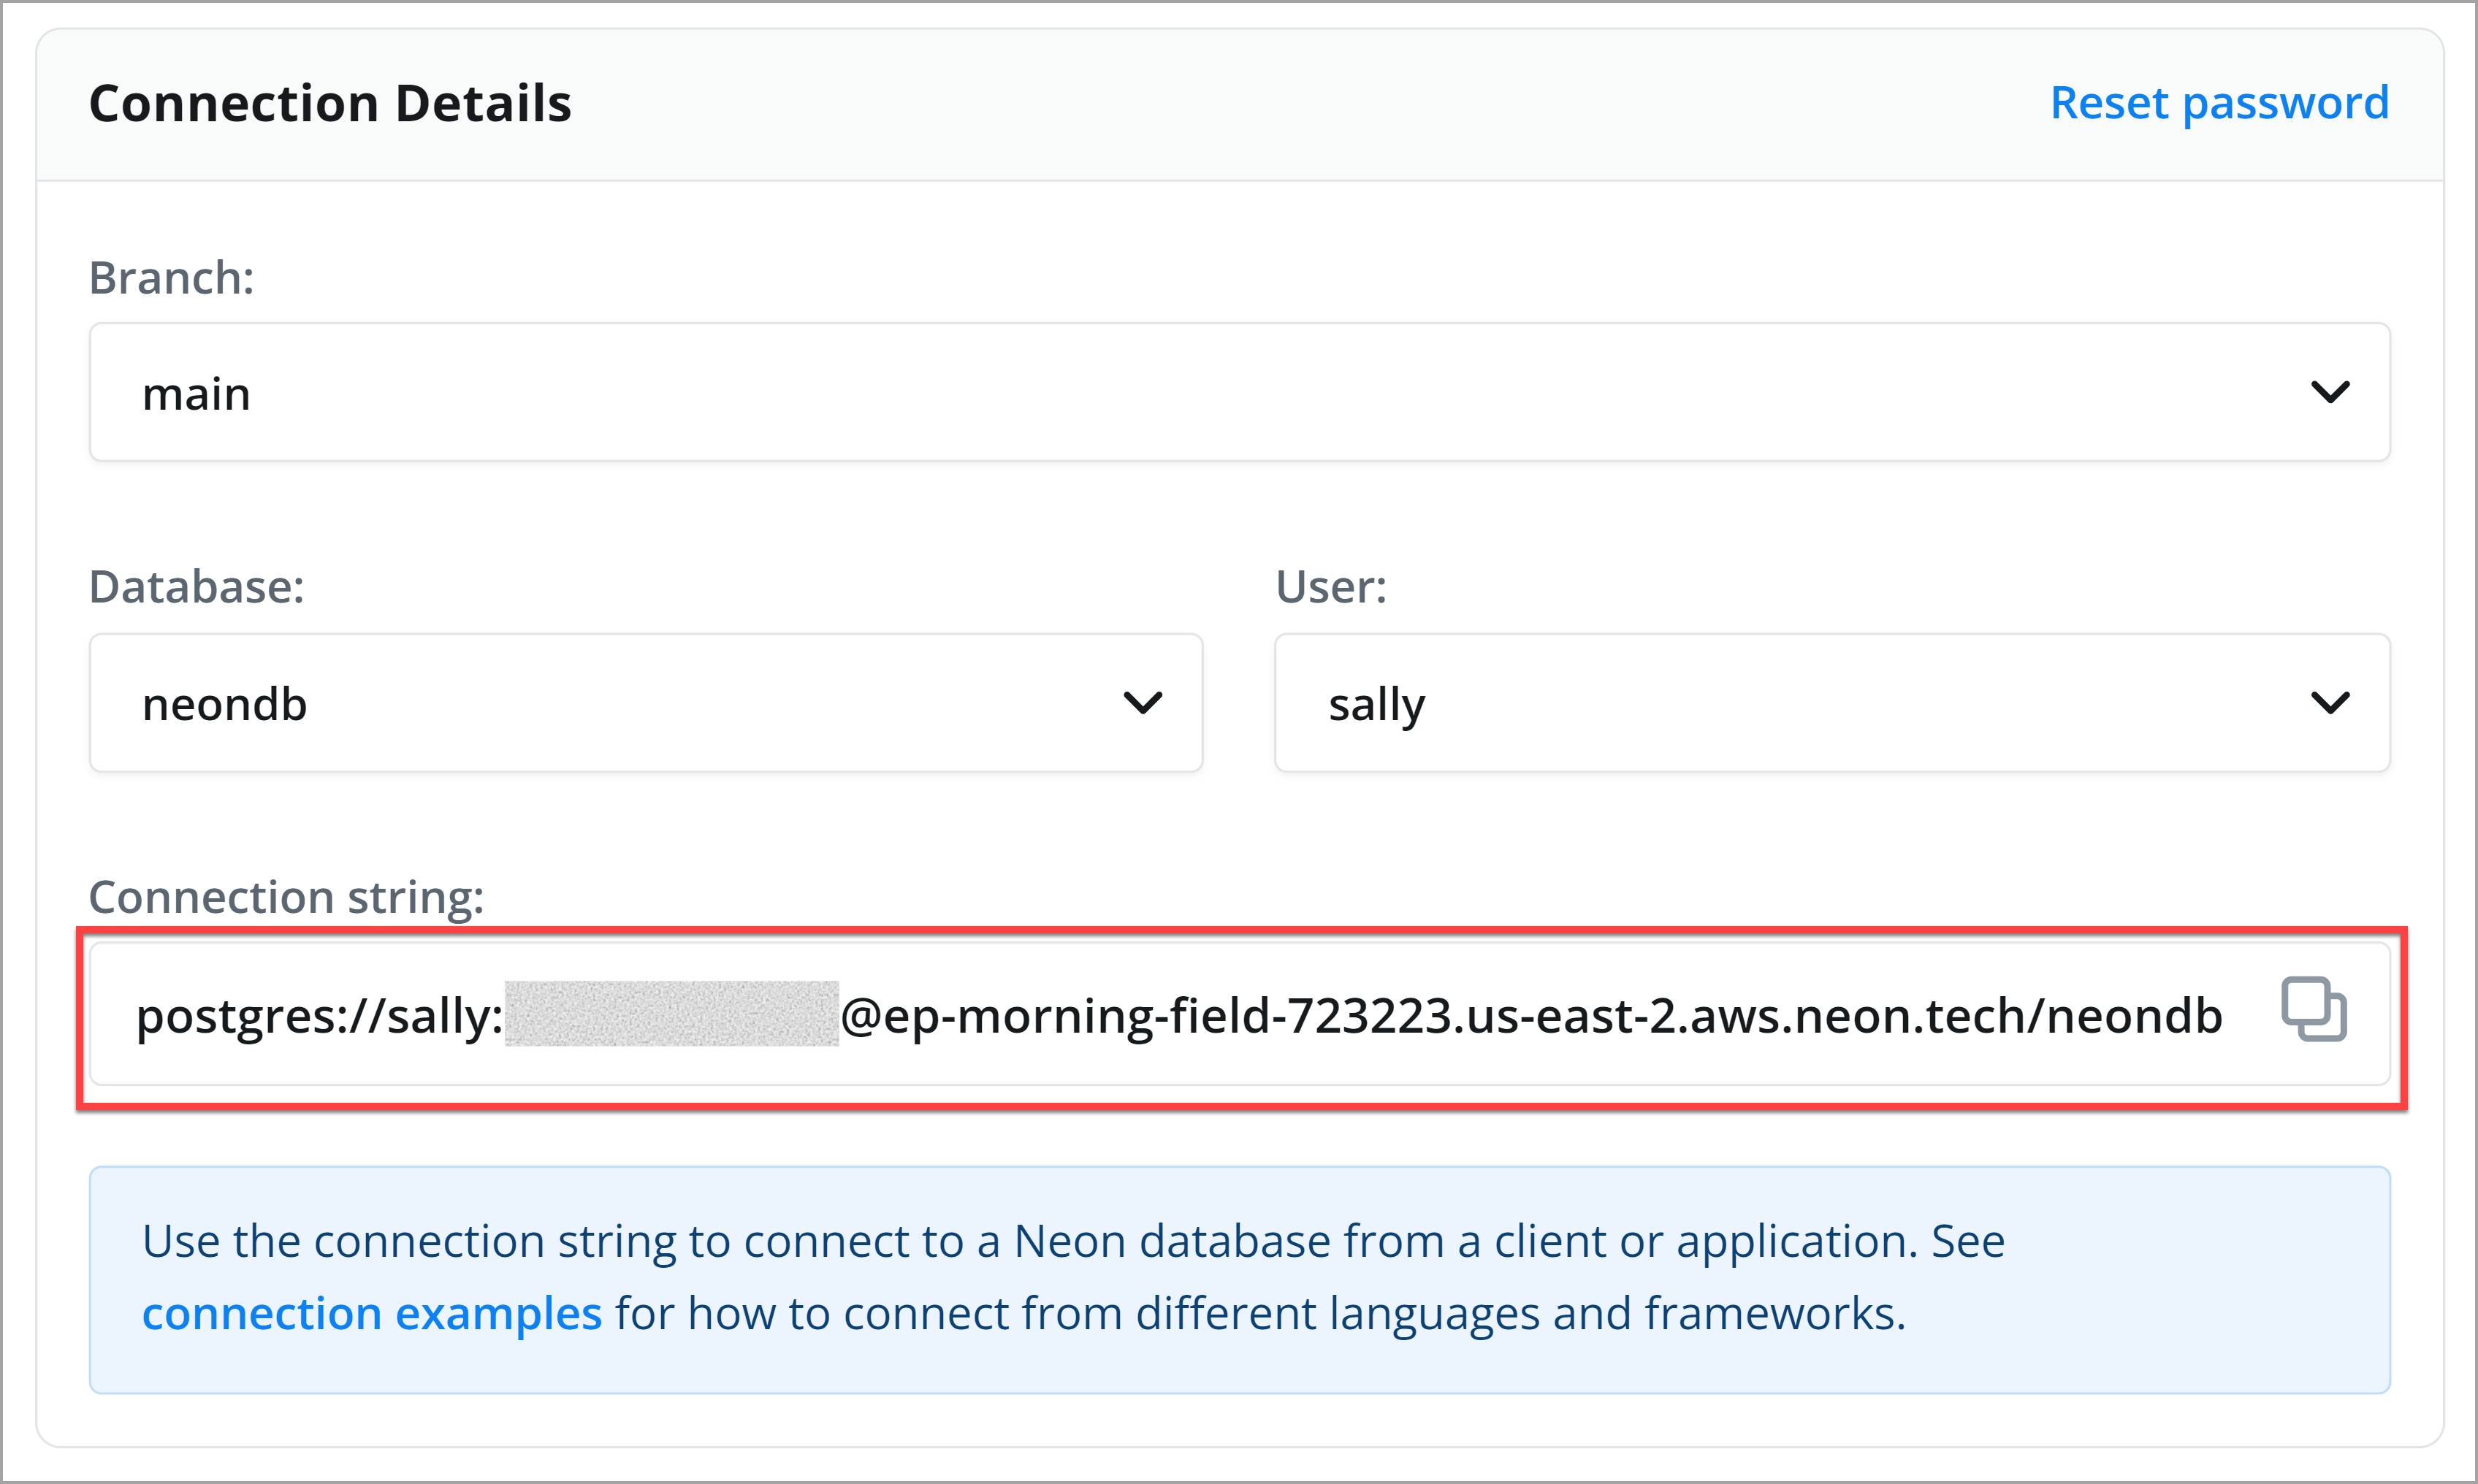 Connection Details
Reset password
Branch:
main
Database:
User:
neondb
sally
Connection string:
postgres://sally:@ep-morning-field-723223.us-east-2.aws.neon.tech/neondb
Use the connection string to connect to a Neon database from a client or application. See
connection examples for how to connect from different languages and frameworks.